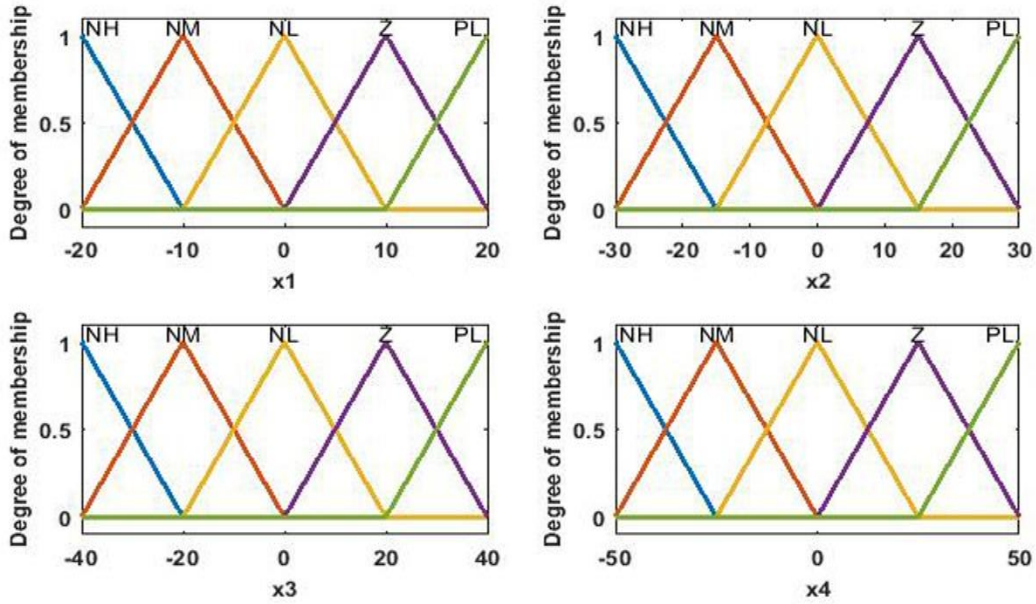 NH NM NL Z PL
1
0.5
0
Degree of membership
-20 -10 0 10 20
x1
NH NM NL Z PL
1
0.5
0
Degree of membership
-30 -20 -10 0 10 20 30
x2
NH NM NL Z PL
1
0.5
0
Degree of membership
-40 -20 0 20 40
x3
NH NM NL Z PL
1
0.5
0
Degree of membership
-50 0 50
x4